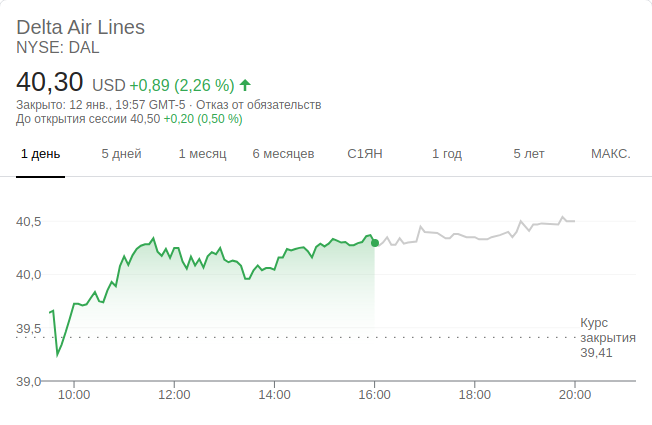 Delta Air Lines
NYSE: DAL
40,30 USD +0,89 (2,26 %)
Закрыто: 12 янв., 19:57 GMT-5 · Отказ от обязательств
До открытия сессии 40,50 +0,20 (0,50 %)
1 день 5 дней 1 месяц 6 месяцев С1ЯН 1 год 5 лет МАКС.
40,5
40,0
39,5
39,0
Курс
закрытия
39,41
10:00 12:00 14:00 16:00 18:00 20:00